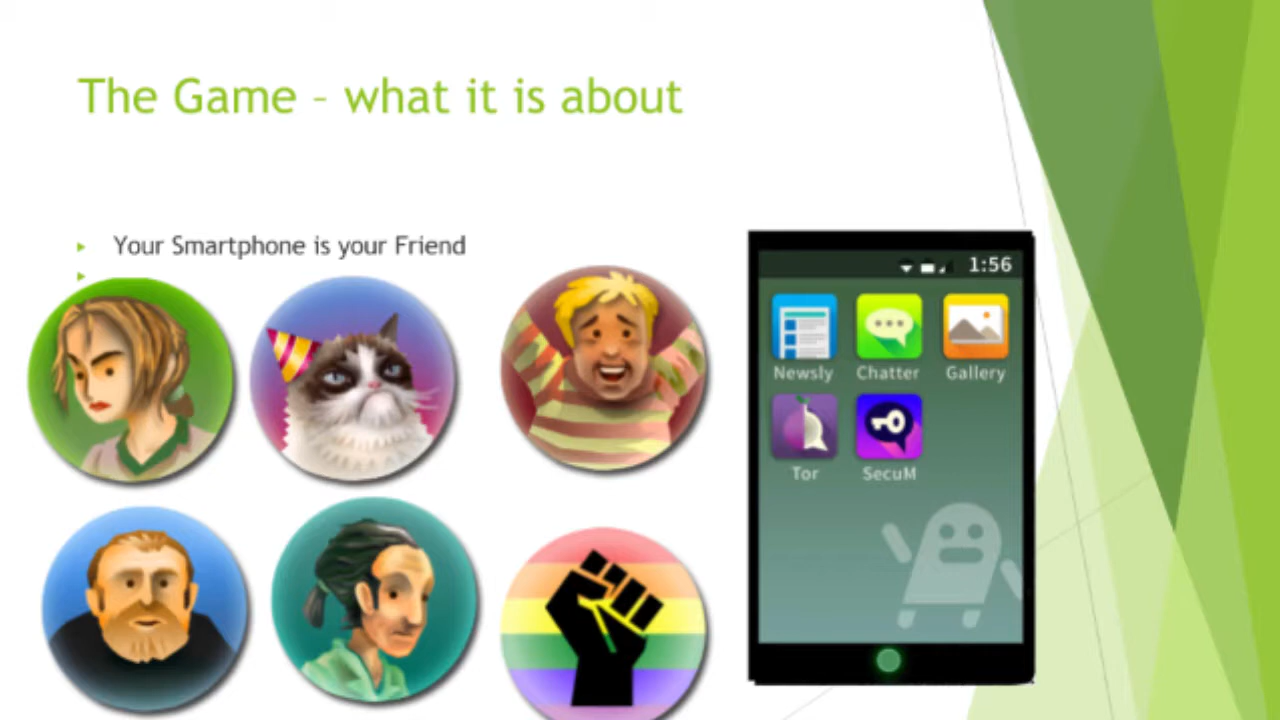 The Game – what it is about
Your Smartphone is your Friend
1:56
Newsly Chatter Gallery
Tor SecuM